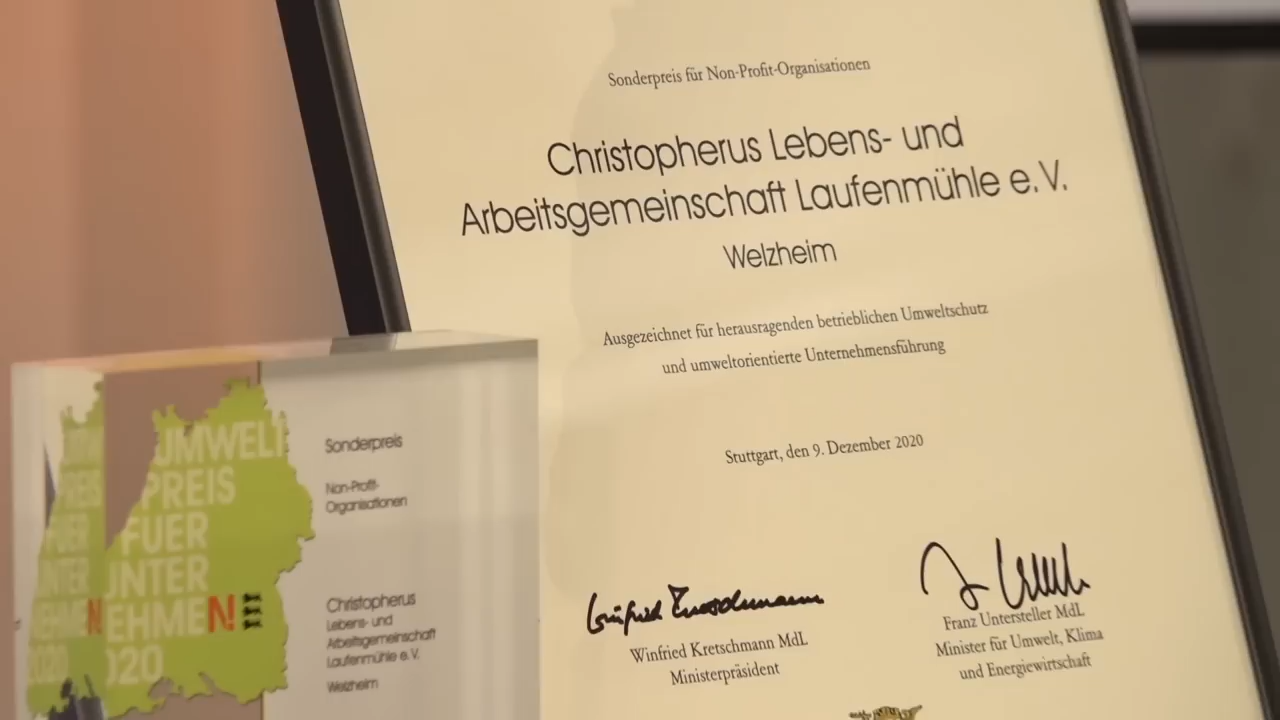 Sonderpreis für Non-Profit-Organisationen
Christopherus Lebens- und
Arbeitsgemeinschaft Laufenmühle e. V.
Welzheim
Ausgezeichnet für herausragenden betrieblichen Umweltschutz
und umweltorientierte Unternehmensführung
Stuttgart, den 9. Dezember 2020
Winfried Kretschmann
Winfried Kretschmann MdL
Ministerpräsident
Franz Untersteller MdL
Minister für Umwelt, Klima
und Energiewirtschaft
UMWELT
PREIS
FUER
UNTER
NEHMEN
2020
Sonderpreis
Non-Profit-
Organisationen
Christopherus
Lebens- und
Arbeitsgemeinschaft
Laufenmühle e. V.
Welzheim